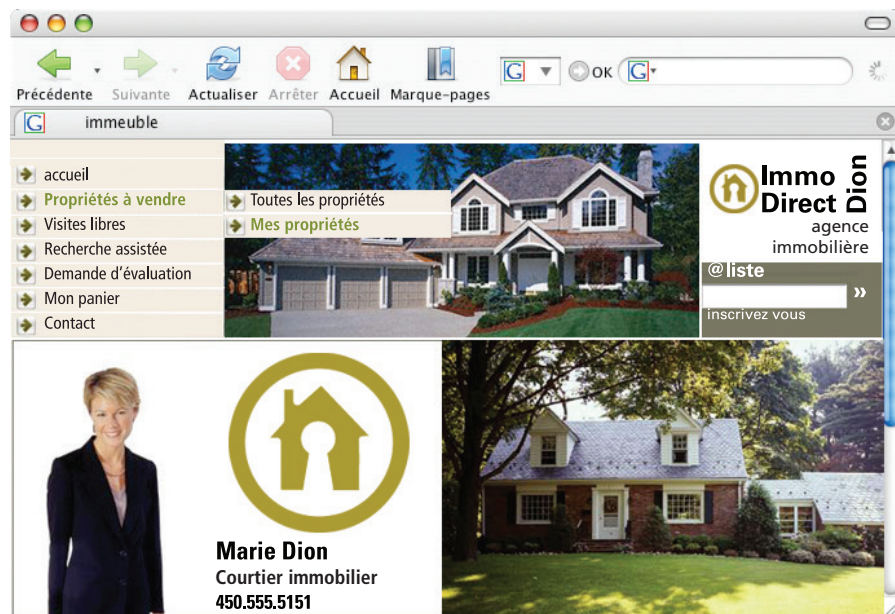 Précédente Suivante Actualiser Arrêter Accueil Marque-pages
G OK G
G immeuble
accueil
Propriétés à vendre
Visites libres
Recherche assistée
Demande d'évaluation
Mon panier
Contact
Toutes les propriétés
Mes propriétés
Immo
Direct
Dion
agence
immobilière
@liste
»
inscrivez vous
Marie Dion
Courtier immobilier
450.555.5151